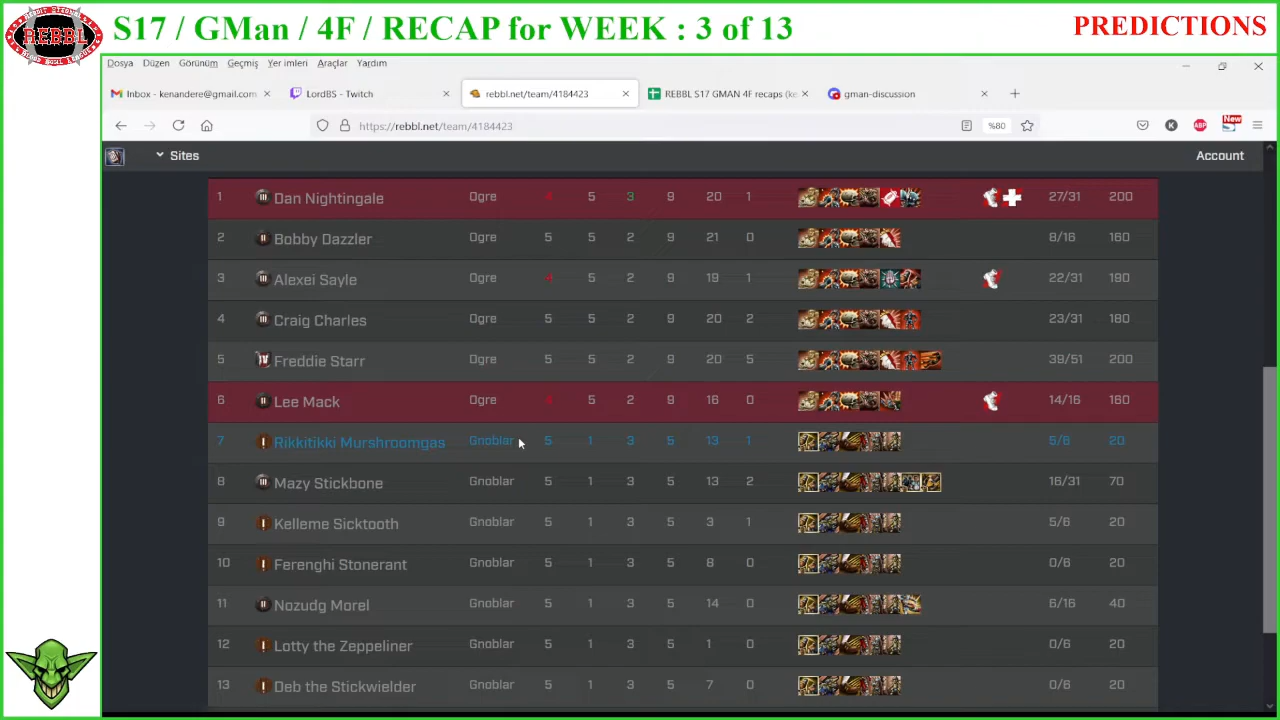 S17 / GMan / 4F / RECAP for WEEK : 3 of 13
PREDICTIONS
REBBL
Dosya Düzen Görünüm Geçmiş Yer imleri Araçlar Yardım
Inbox - kenandere@gmail.com
LordBS - Twitch
rebbl.net/team/4184423
REBBL S17 GMAN 4F recaps (ke
gman-discussion
https://rebbl.net/team/4184423
%80
ABP
New
Sites
Account
1 Dan Nightingale Ogre 4 5 3 9 20 1 27/31 200
2 Bobby Dazzler Ogre 5 5 2 9 21 0 8/16 160
3 Alexei Sayle Ogre 4 5 2 9 19 1 22/31 190
4 Craig Charles Ogre 5 5 2 9 20 2 23/31 180
5 Freddie Starr Ogre 5 5 2 9 20 5 39/51 200
6 Lee Mack Ogre 5 2 9 16 0 14/16 160
7 Rikkitikki Murshroomgas Gnoblar 5 1 3 5 13 1 5/6 20
8 Mazy Stickbone Gnoblar 5 1 3 5 13 2 16/31 70
9 Kelleme Sicktooth Gnoblar 5 1 3 5 3 1 5/6 20
10 Ferenghi Stonerant Gnoblar 5 1 3 5 8 0 0/6 20
11 Nozudg Morel Gnoblar 5 1 3 5 14 0 6/16 40
12 Lotty the Zeppeliner Gnoblar 5 1 3 5 1 0 0/6 20
13 Deb the Stickwielder Gnoblar 5 1 3 5 7 0 0/6 20